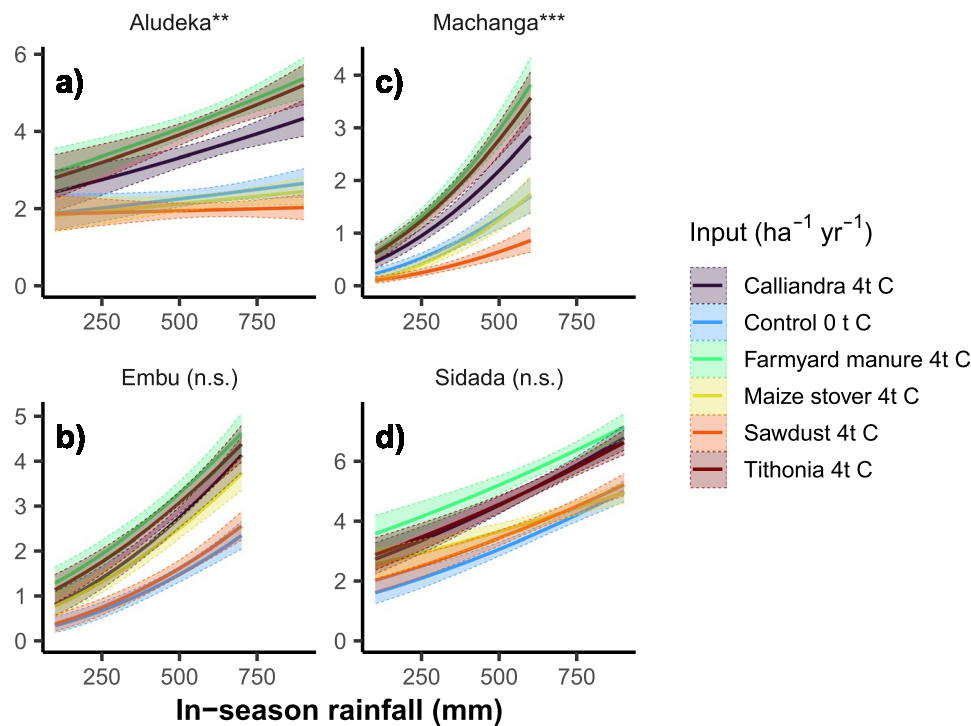 Aludeka**
Machanga***
a)
c)
6
4
2
0
4
3
2
1
0
250 500 750
250 500 750
Embu (n.s.)
Sidada (n.s.)
b)
d)
5
4
3
2
1
0
6
4
2
0
250 500 750
250 500 750
In−season rainfall (mm)
Input (ha⁻¹ yr⁻¹)
Calliandra 4t C
Control 0 t C
Farmyard manure 4t C
Maize stover 4t C
Sawdust 4t C
Tithonia 4t C